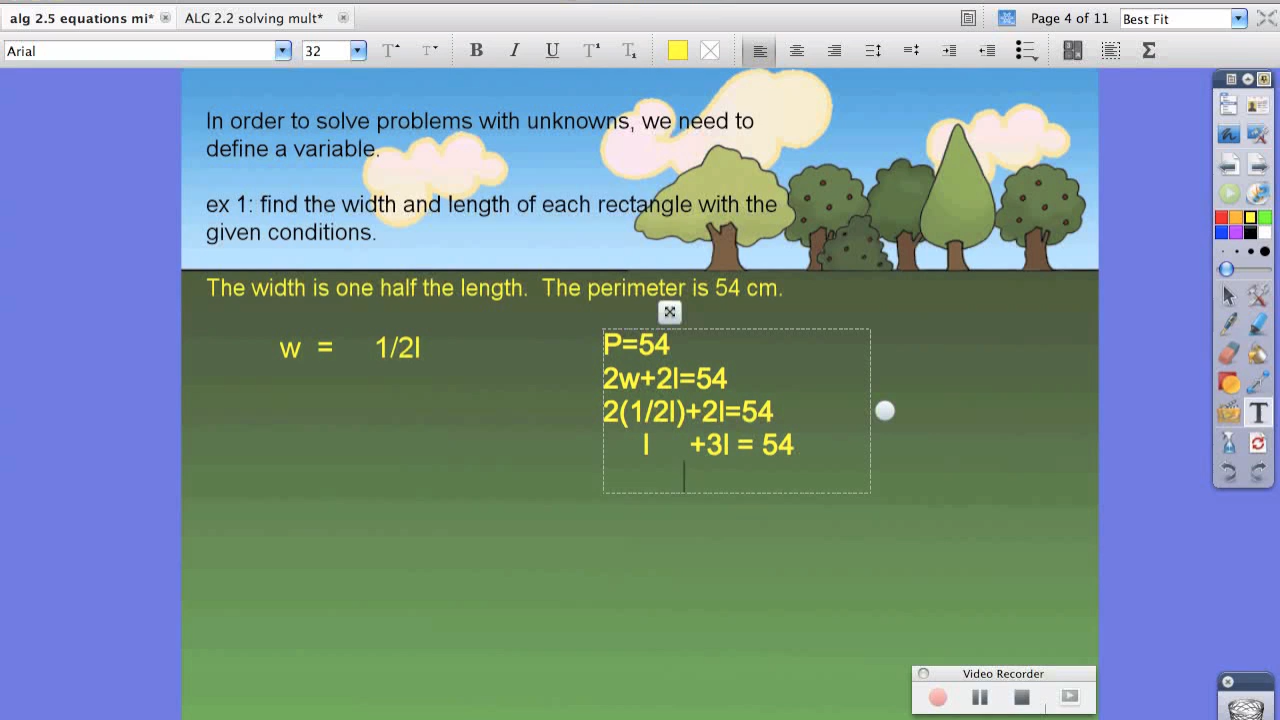 alg 2.5 equations mi*
ALG 2.2 solving mult*
Page 4 of 11
Best Fit
Arial
32
B I U T T Σ
In order to solve problems with unknowns, we need to
define a variable.
ex 1: find the width and length of each rectangle with the
given conditions.
The width is one half the length. The perimeter is 54 cm.
w = 1/2l
P=54
2w+2l=54
2(1/2l)+2l=54
l +3l = 54
Video Recorder